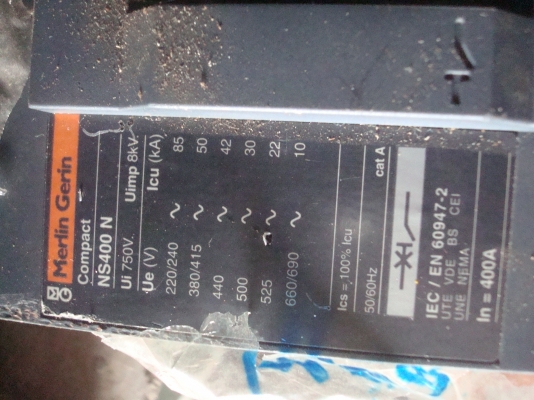 MG Merlin Gerin
Compact
NS400 N
Ui 750V. Uimp 8kV.
Ue (V) Icu (kA)
220/240 ~ 85
380/415 ~ 50
440 ~ 42
500 ~ 30
525 ~ 22
660/690 ~ 10
Ics = 100% Icu
50/60Hz cat A
IEC / EN 60947-2
UTE VDE BS CEI
UNE NEMA
In = 400A